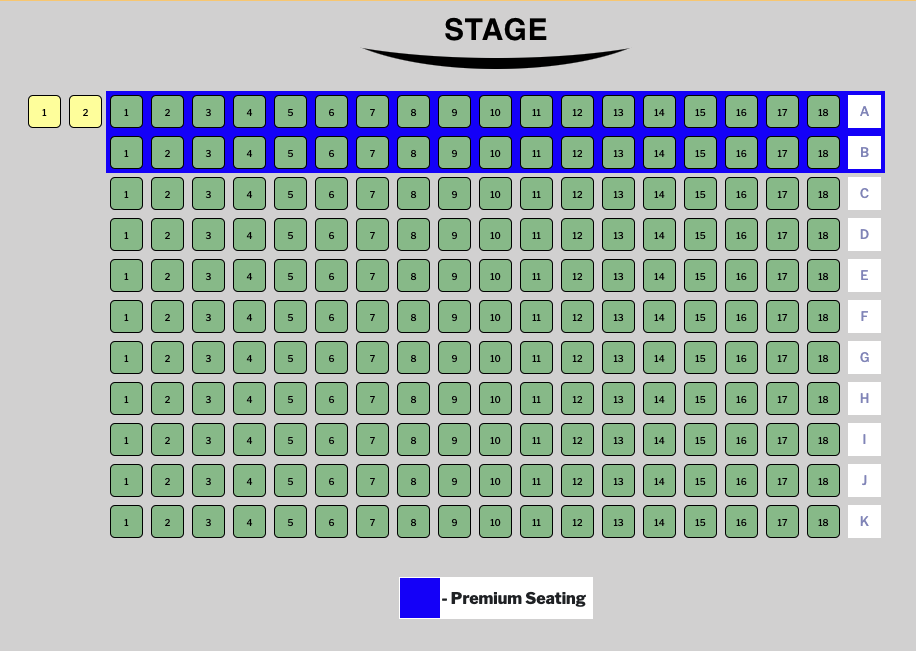 STAGE
1 2 1 2 3 4 5 6 7 8 9 10 11 12 13 14 15 16 17 18 A
1 2 3 4 5 6 7 8 9 10 11 12 13 14 15 16 17 18 B
1 2 3 4 5 6 7 8 9 10 11 12 13 14 15 16 17 18 C
1 2 3 4 5 6 7 8 9 10 11 12 13 14 15 16 17 18 D
1 2 3 4 5 6 7 8 9 10 11 12 13 14 15 16 17 18 E
1 2 3 4 5 6 7 8 9 10 11 12 13 14 15 16 17 18 F
1 2 3 4 5 6 7 8 9 10 11 12 13 14 15 16 17 18 G
1 2 3 4 5 6 7 8 9 10 11 12 13 14 15 16 17 18 H
1 2 3 4 5 6 7 8 9 10 11 12 13 14 15 16 17 18 I
1 2 3 4 5 6 7 8 9 10 11 12 13 14 15 16 17 18 J
1 2 3 4 5 6 7 8 9 10 11 12 13 14 15 16 17 18 K
- Premium Seating